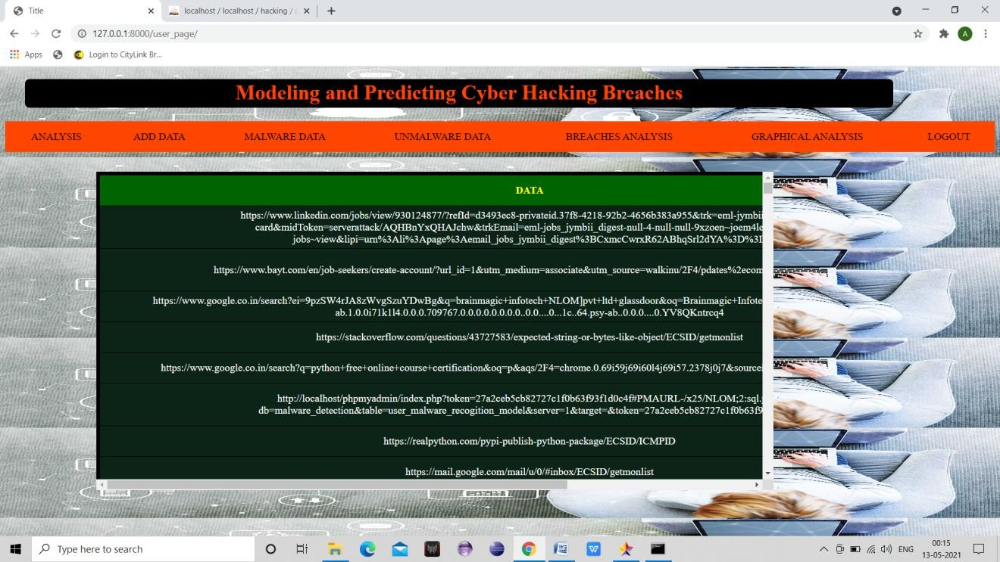 Title
localhost / localhost / hacking /
127.0.0.1:8000/user_page/
A
Apps
Login to CityLink Br...
Modeling and Predicting Cyber Hacking Breaches
ANALYSIS ADD DATA MALWARE DATA UNMALWARE DATA BREACHES ANALYSIS GRAPHICAL ANALYSIS LOGOUT
DATA
https://www.linkedin.com/jobs/view/930124877/?refId=d3493ec8-privateid.37f8-4218-92b2-4656b383a955&trk=eml-jymbii
card&midToken=serverattack/AQHBnYxQHAJchw&trkEmail=eml-jobs_jymbii_digest-null-4-null-null-9xzoen~joem4le
jobs~view&lipi=urn%3Ali%3Apage%3Aemail_jobs_jymbii_digest%3BCxmcCwrxR62ABhqSrl2dYA%3D%3D
https://www.bayt.com/en/job-seekers/create-account/?url_id=1&utm_medium=associate&utm_source=walkinu/2F4/pdates%2ecom
https://www.google.co.in/search?ei=9pzSW4rJA8zWvgSzuYDwBg&q=brainmagic+infotech+NLOM]pvt+ltd+glassdoor&oq=Brainmagic+Infote
ab.1.0.0i71k1l4.0.0.0.709767.0.0.0.0.0.0.0.0..0.0....0...1c..64.psy-ab..0.0.0....0.YV8QKntrcq4
https://stackoverflow.com/questions/43727583/expected-string-or-bytes-like-object/ECSID/getmonlist
https://www.google.co.in/search?q=python+free+online+course+certification&oq=p&aqs/2F4=chrome.0.69i59j69i60l4j69i57.2378j0j7&source
http://localhost/phpmyadmin/index.php?token=27a2ceb5cb82727c1f0b63f93f1d0c4f#PMAURL-/x25/NLOM;2:sql.
db=malware_detection&table=user_malware_recogition_model&server=1&target=&token=27a2ceb5cb82727c1f0b63f9
https://realpython.com/pypi-publish-python-package/ECSID/ICMPID
https://mail.google.com/mail/u/0/#inbox/ECSID/getmonlist
Type here to search
ENG
00:15
13-05-2021